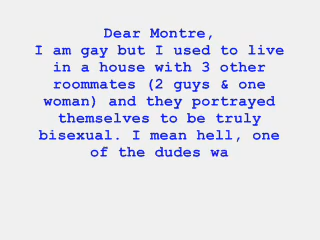 Dear Montre,
I am gay but I used to live
in a house with 3 other
roommates (2 guys & one
woman) and they portrayed
themselves to be truly
bisexual. I mean hell, one
of the dudes wa